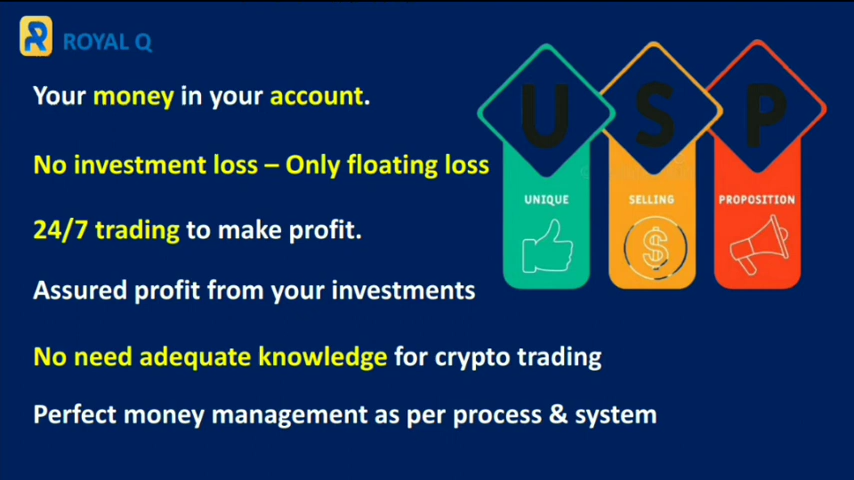 ROYAL Q
Your money in your account.
No investment loss – Only floating loss
24/7 trading to make profit.
Assured profit from your investments
No need adequate knowledge for crypto trading
Perfect money management as per process & system
U S P
UNIQUE SELLING PROPOSITION
$